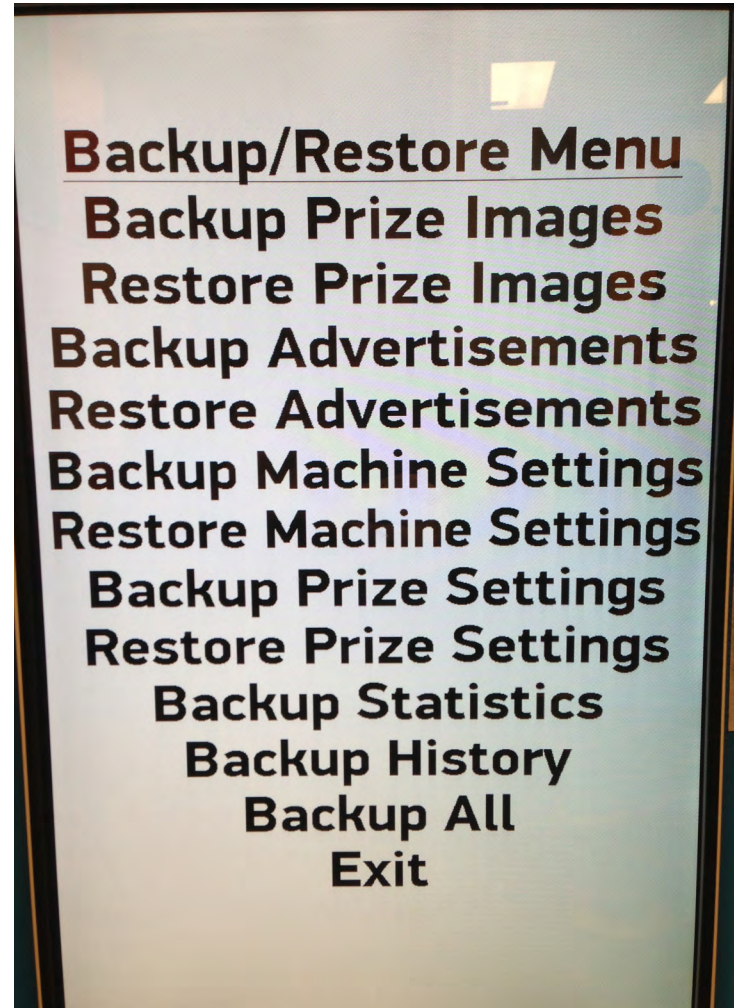 Backup/Restore Menu
Backup Prize Images
Restore Prize Images
Backup Advertisements
Restore Advertisements
Backup Machine Settings
Restore Machine Settings
Backup Prize Settings
Restore Prize Settings
Backup Statistics
Backup History
Backup All
Exit